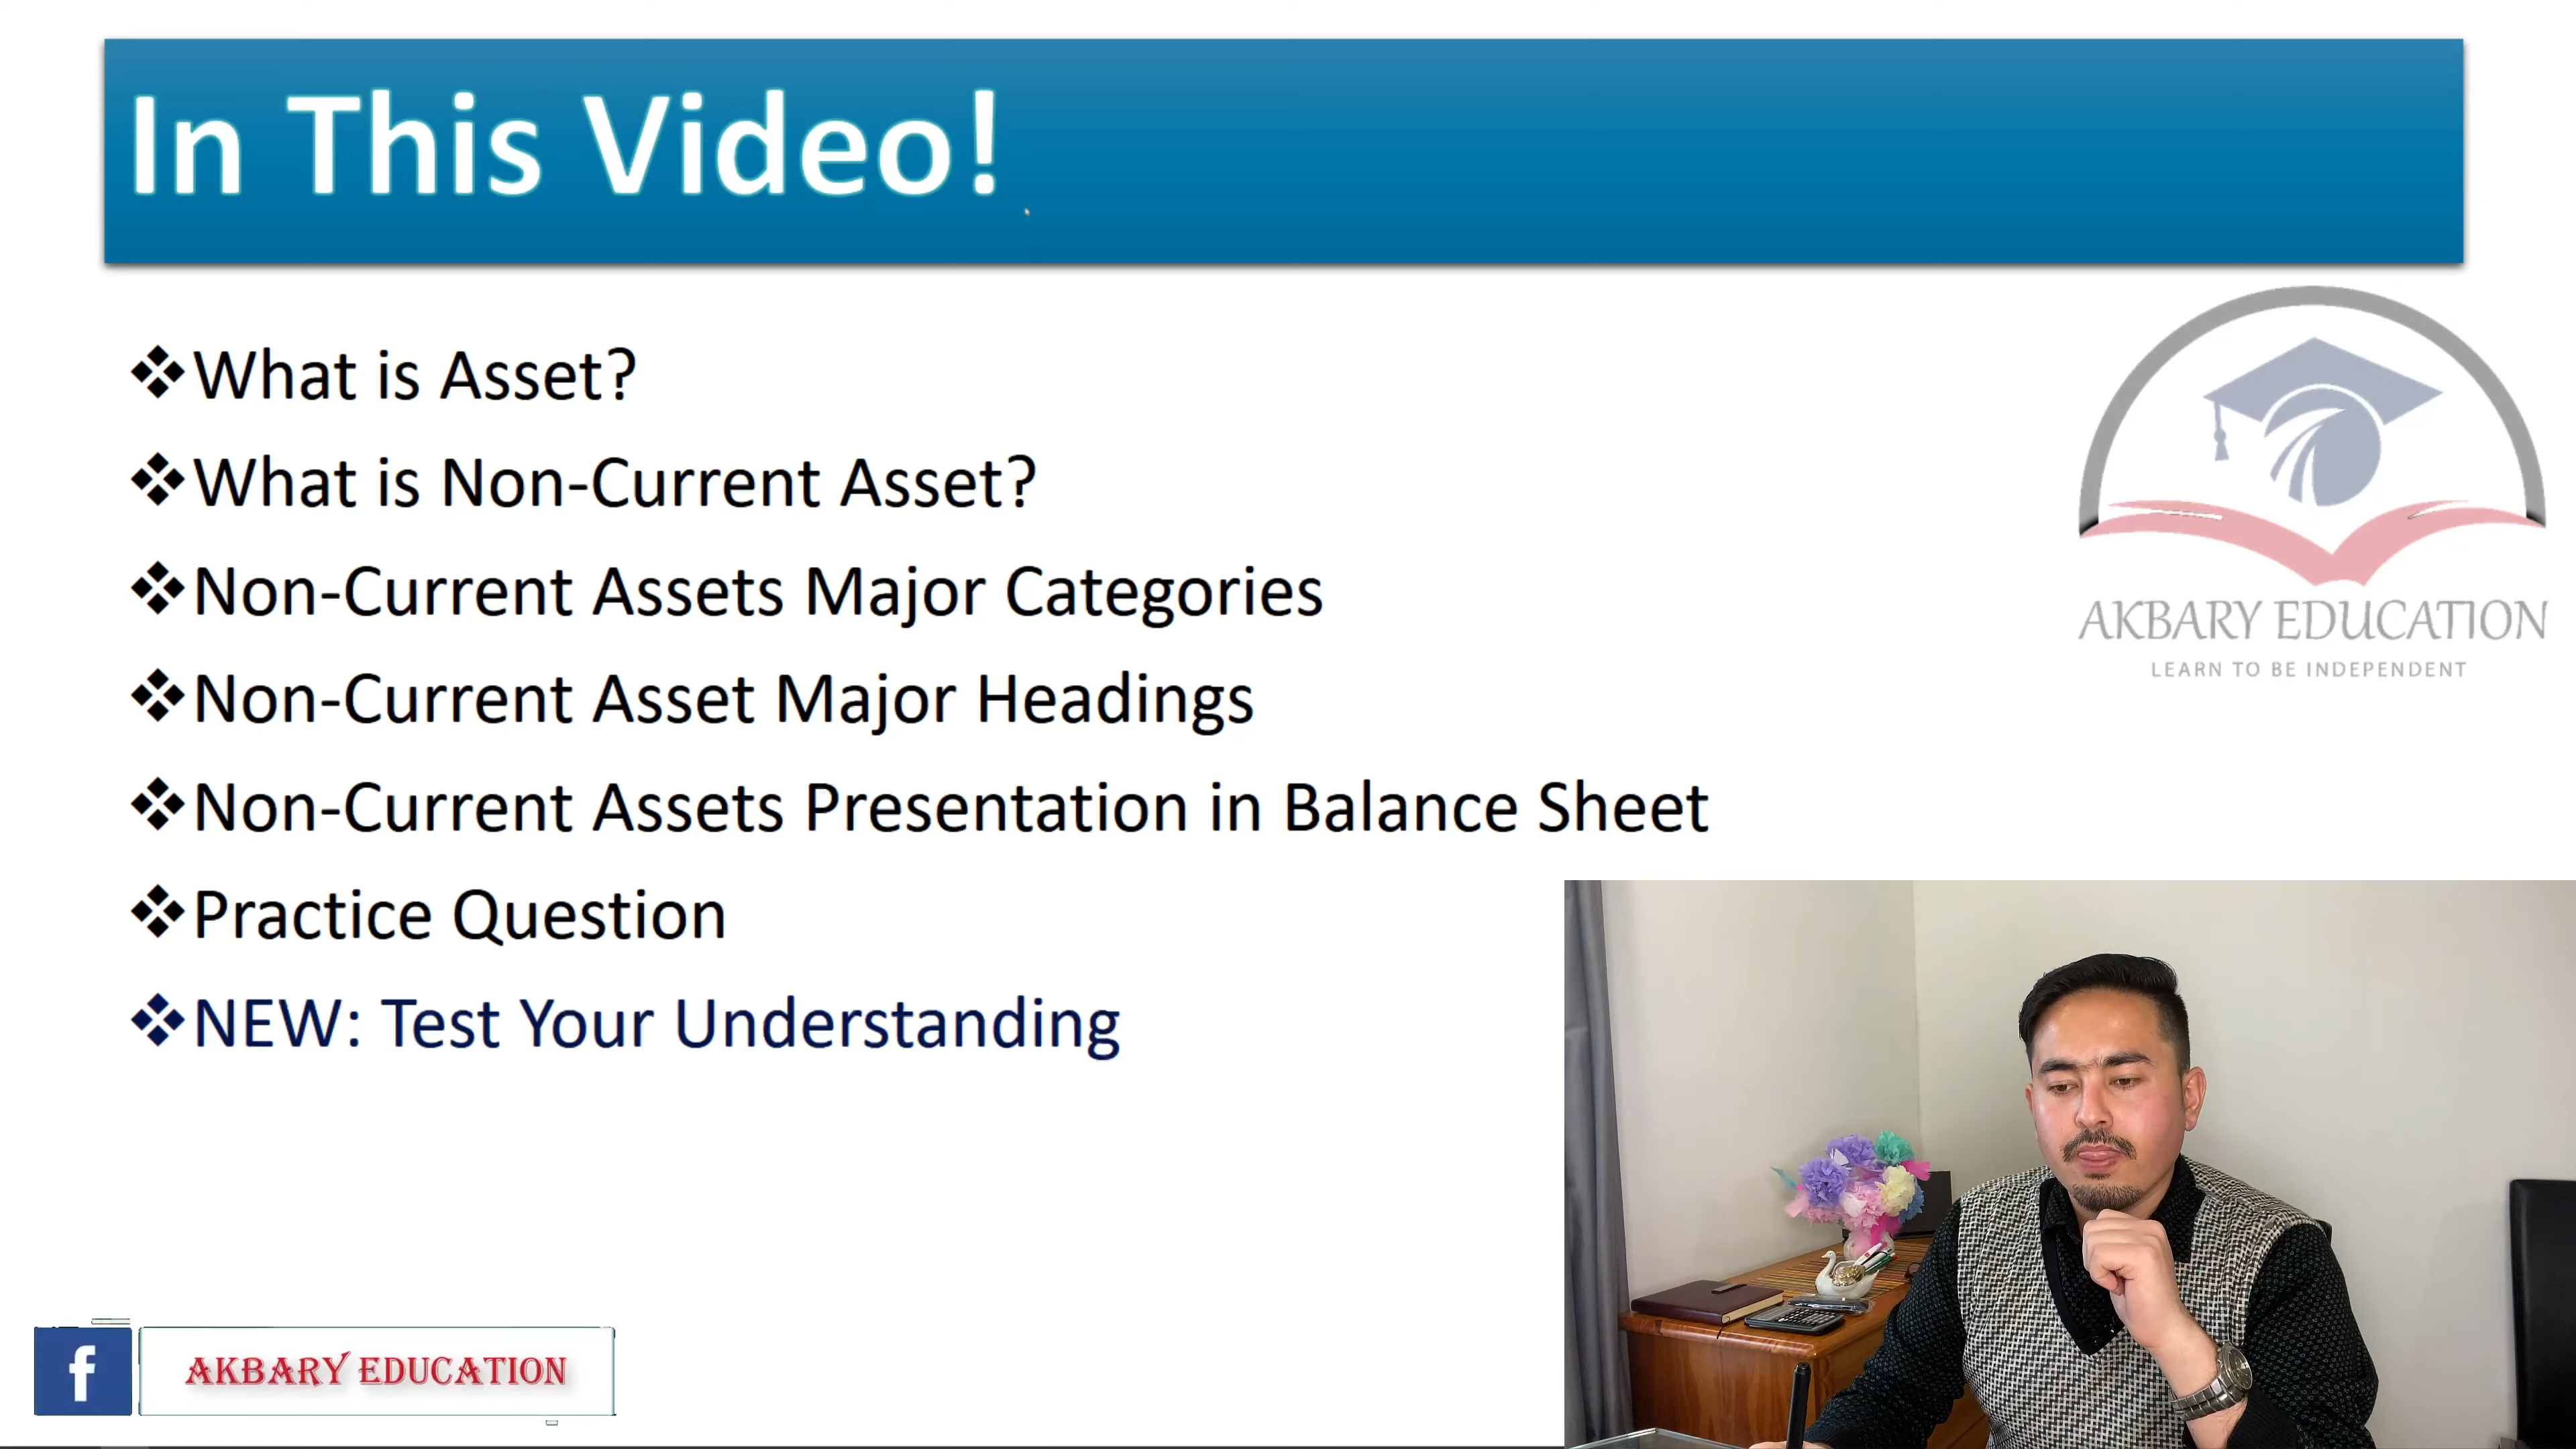 In This Video!
What is Asset?
What is Non-Current Asset?
Non-Current Assets Major Categories
Non-Current Asset Major Headings
Non-Current Assets Presentation in Balance Sheet
Practice Question
NEW: Test Your Understanding
AKBARY EDUCATION
LEARN TO BE INDEPENDENT
f
AKBARY EDUCATION